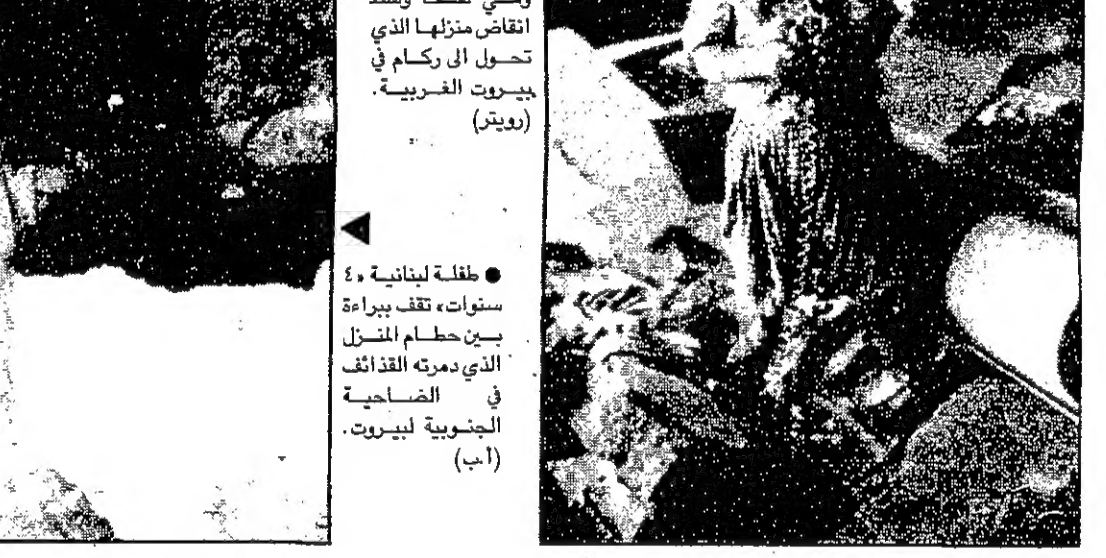 انقاض منزلها الذي
تحول الى ركام في
بيروت الغربية.
(رويتر)
● طفلة لبنانية «٤
سنوات» تقف ببراءة
بين حطام المنزل
الذي دمرته القذائف
في الضاحية
الجنوبية لبيروت.
(أ.ب)